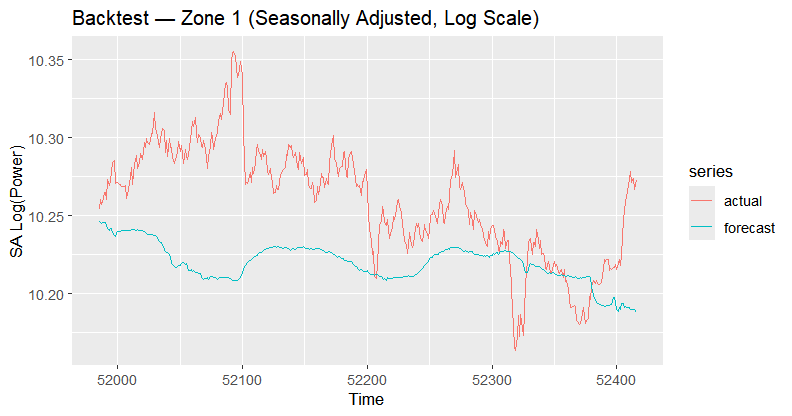 Backtest — Zone 1 (Seasonally Adjusted, Log Scale)
SA Log(Power)
10.35
10.30
10.25
10.20
52000
52100
52200
52300
52400
Time
series
actual
forecast